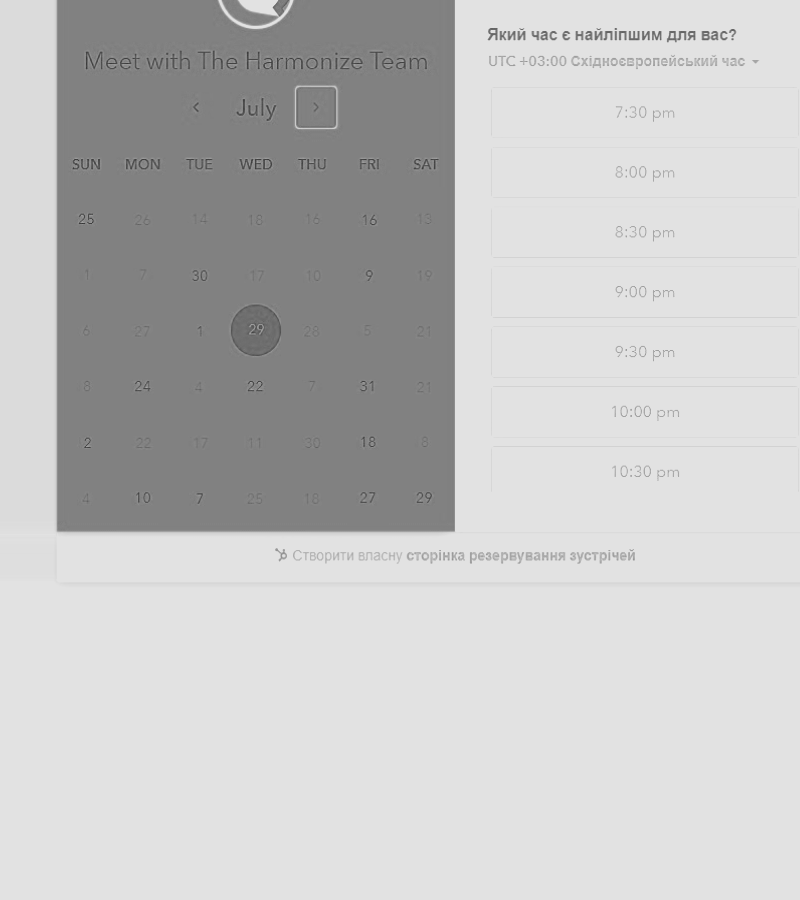 Meet with The Harmonize Team
July
SUN MON TUE WED THU FRI SAT
25 26 14 18 16 16 13
1 7 30 17 10 9 19
6 27 1 29 28 5 21
8 24 4 22 7 31 21
2 22 17 11 30 18 8
4 10 7 25 18 27 29
Який час є найліпшим для вас?
UTC +03:00 Східноєвропейський час
7:30 pm
8:00 pm
8:30 pm
9:00 pm
9:30 pm
10:00 pm
10:30 pm
Створити власну сторінка резервування зустрічей